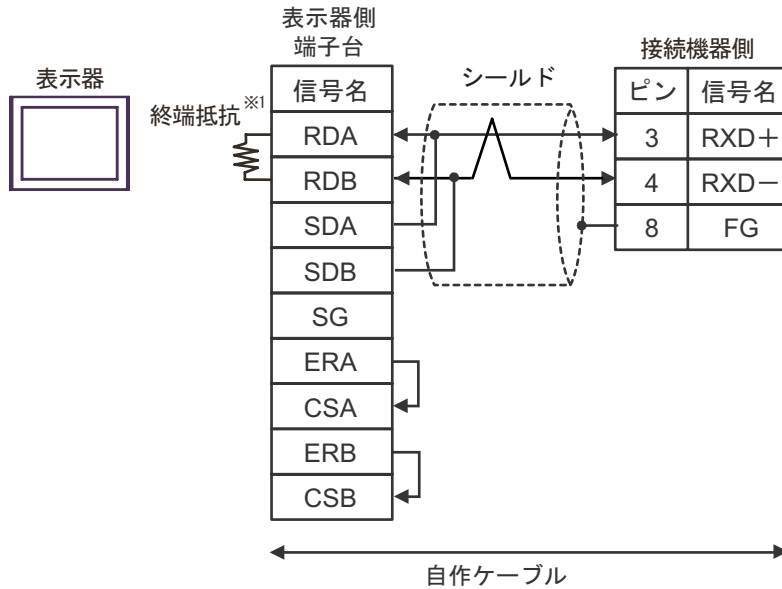 表示器
終端抵抗※1
表示器側
端子台
信号名
RDA
RDB
SDA
SDB
SG
ERA
CSA
ERB
CSB
シールド
接続機器側
ピン 信号名
3 RXD＋
4 RXD－
8 FG
自作ケーブル